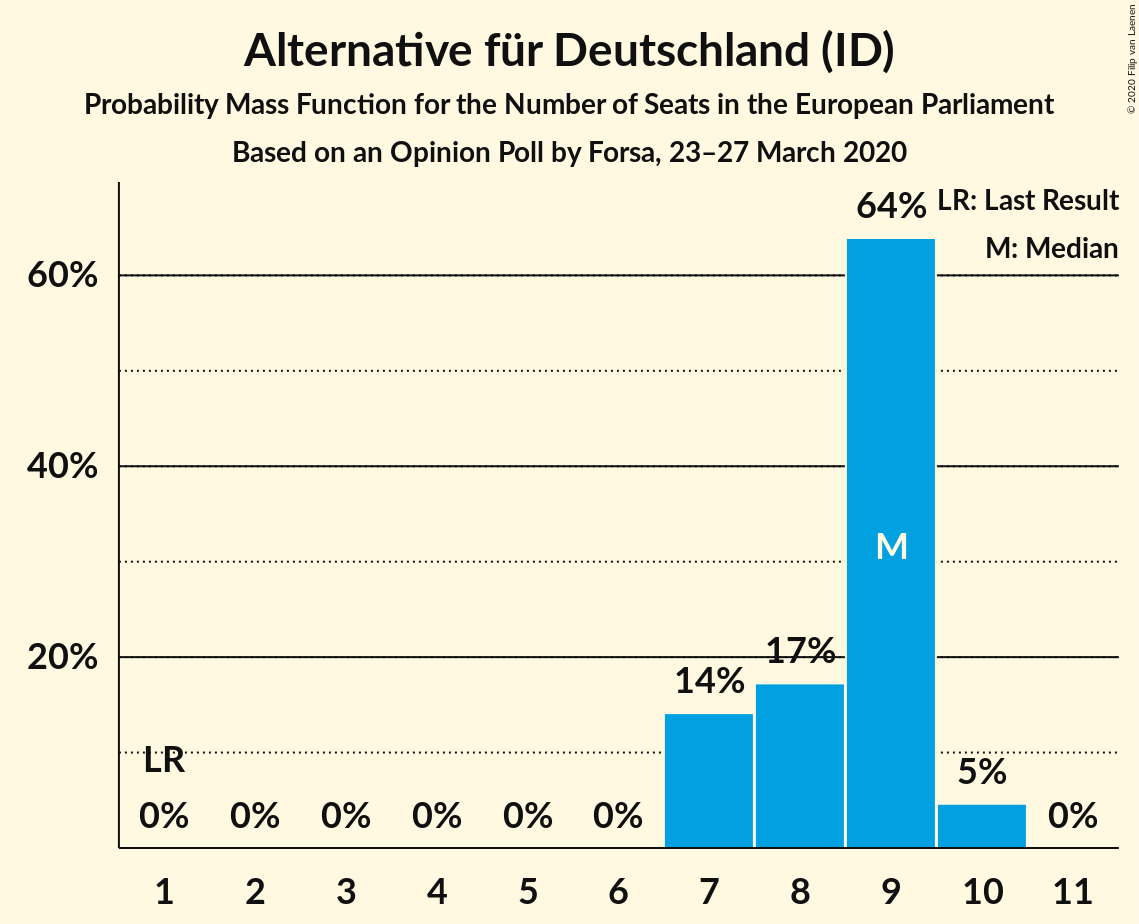 Alternative für Deutschland (ID)
Probability Mass Function for the Number of Seats in the European Parliament
Based on an Opinion Poll by Forsa, 23–27 March 2020
© 2020 Filip van Laenen
LR: Last Result
M: Median
60%
40%
20%
LR
0%
0%
0%
0%
0%
0%
14%
17%
64%
M
5%
0%
1 2 3 4 5 6 7 8 9 10 11